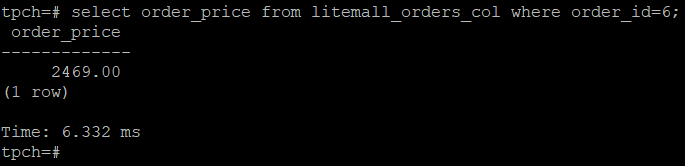 tpch=# select order_price from litemall_orders_col where order_id=6;
 order_price
-------------
     2469.00
(1 row)

Time: 6.332 ms
tpch=#